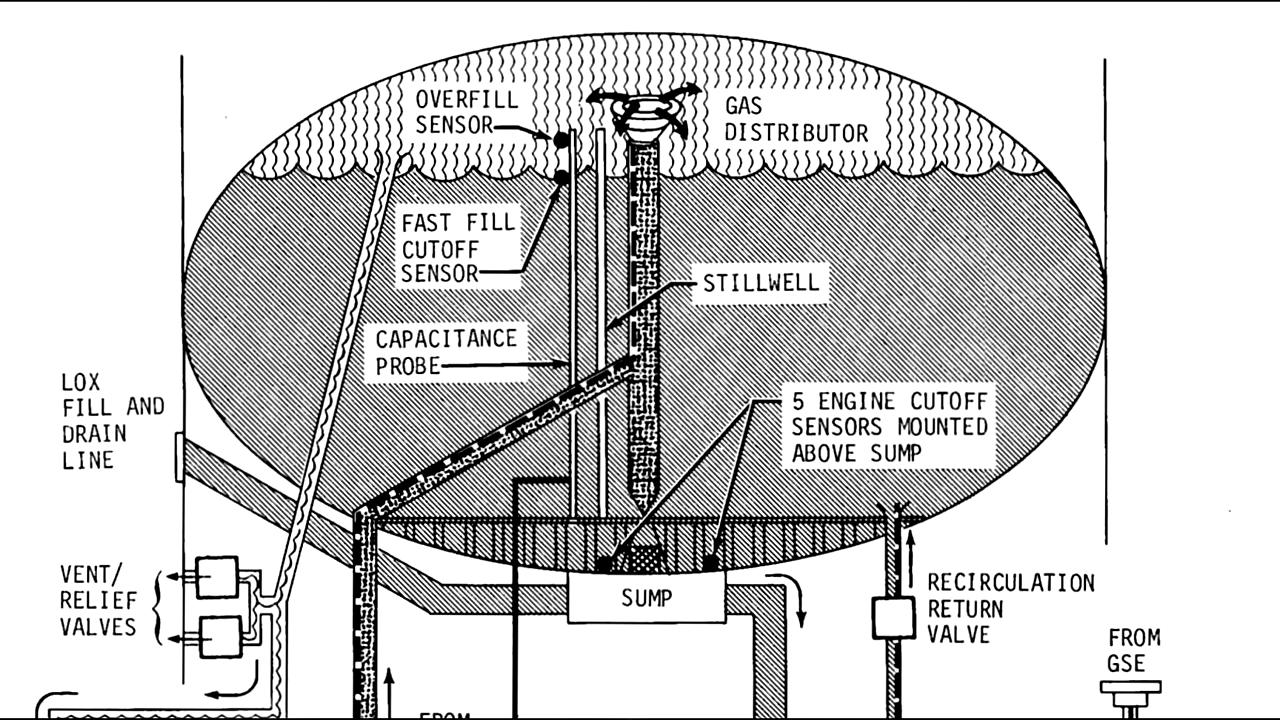 OVERFILL
SENSOR
GAS
DISTRIBUTOR
FAST FILL
CUTOFF
SENSOR
STILLWELL
CAPACITANCE
PROBE
LOX
FILL AND
DRAIN
LINE
5 ENGINE CUTOFF
SENSORS MOUNTED
ABOVE SUMP
VENT/
RELIEF
VALVES
SUMP
RECIRCULATION
RETURN
VALVE
FROM
GSE
FROM